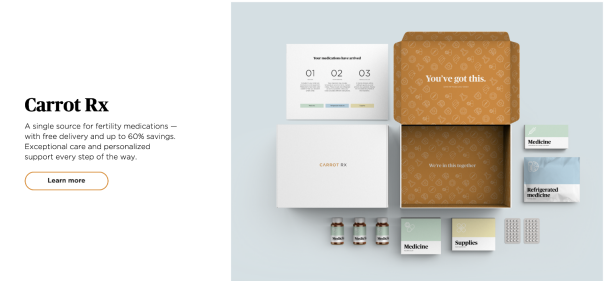 Carrot Rx
A single source for fertility medications —
with free delivery and up to 60% savings.
Exceptional care and personalized
support every step of the way.
Learn more
Your medications have arrived
01 02 03
You've got this.
CARROT RX
We're in this together
Medicine
Refrigerated
medicine
Medicine
Supplies